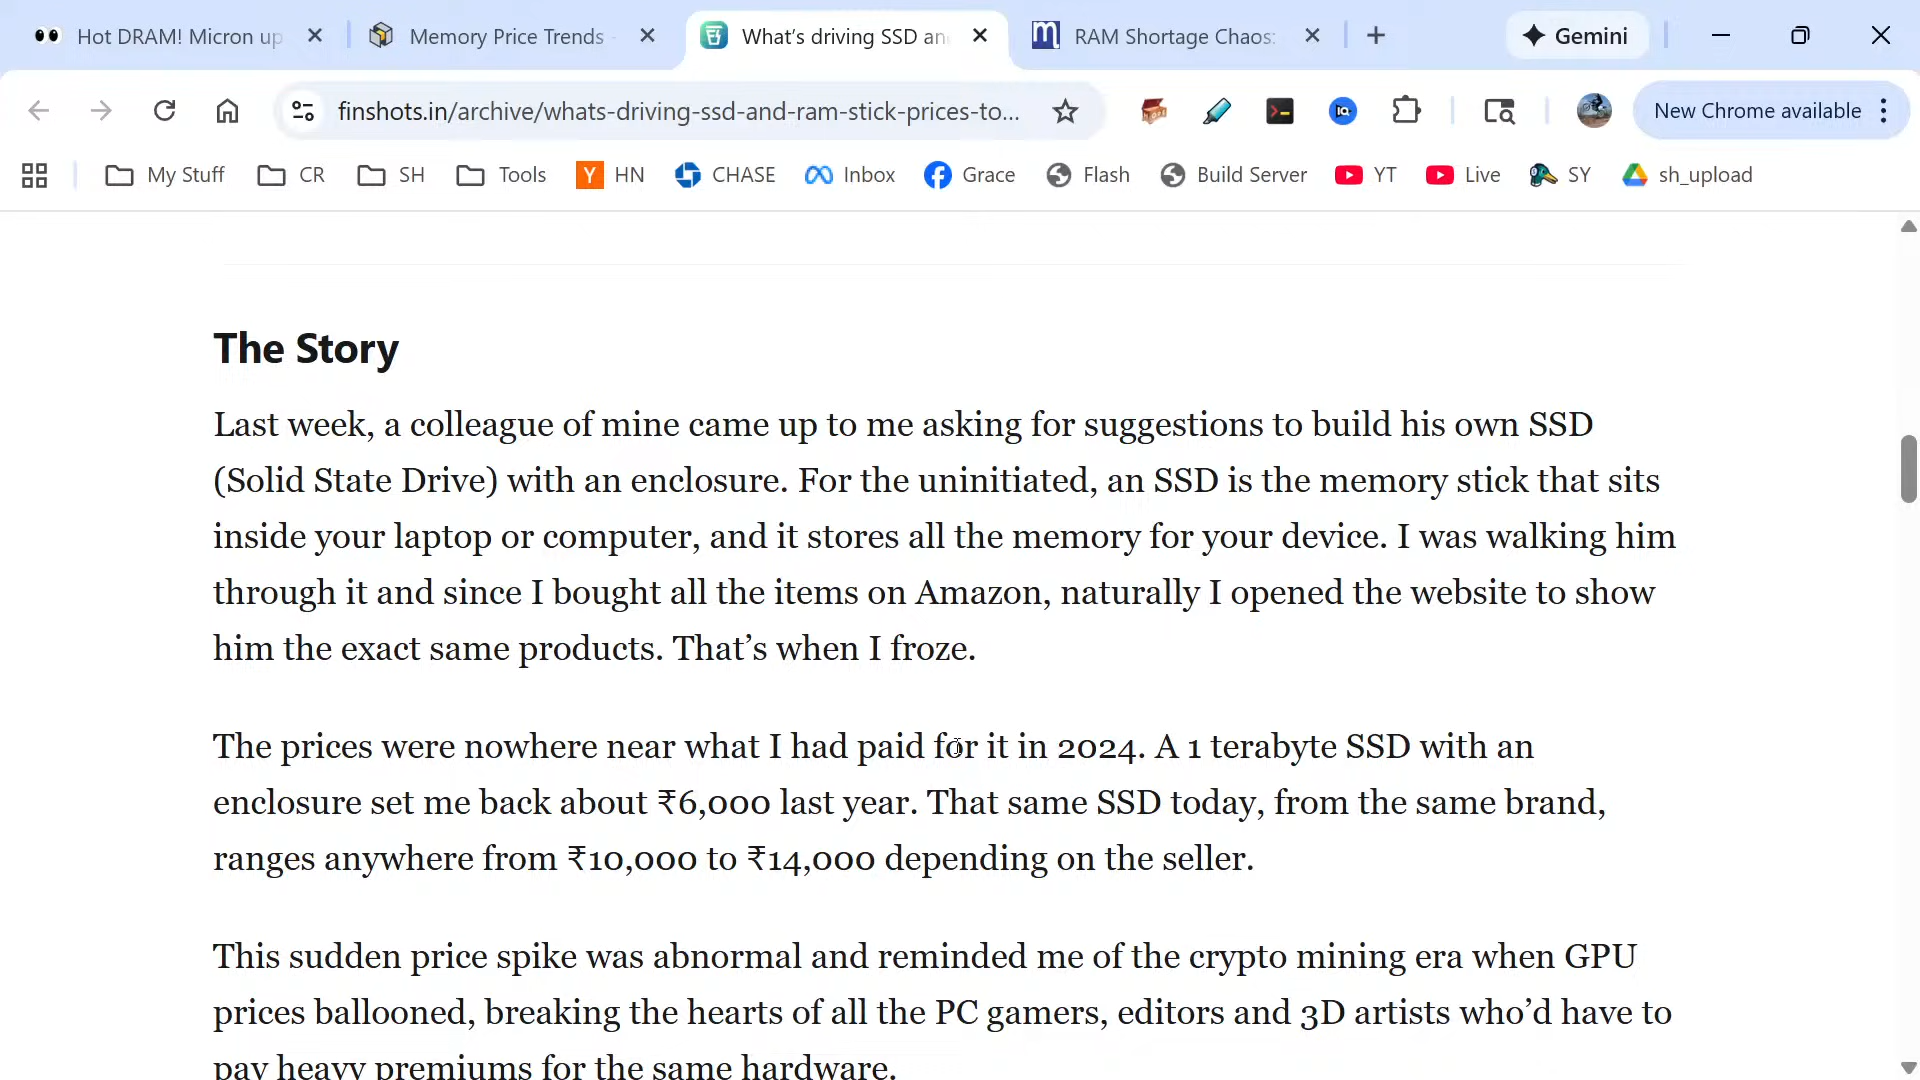 Hot DRAM! Micron up
Memory Price Trends -
What's driving SSD an
RAM Shortage Chaos:
Gemini
finshots.in/archive/whats-driving-ssd-and-ram-stick-prices-to...
New Chrome available
My Stuff
CR
SH
Tools
Y HN
CHASE
Inbox
Grace
Flash
Build Server
YT
Live
SY
sh_upload
The Story
Last week, a colleague of mine came up to me asking for suggestions to build his own SSD
(Solid State Drive) with an enclosure. For the uninitiated, an SSD is the memory stick that sits
inside your laptop or computer, and it stores all the memory for your device. I was walking him
through it and since I bought all the items on Amazon, naturally I opened the website to show
him the exact same products. That’s when I froze.
The prices were nowhere near what I had paid for it in 2024. A 1 terabyte SSD with an
enclosure set me back about ₹6,000 last year. That same SSD today, from the same brand,
ranges anywhere from ₹10,000 to ₹14,000 depending on the seller.
This sudden price spike was abnormal and reminded me of the crypto mining era when GPU
prices ballooned, breaking the hearts of all the PC gamers, editors and 3D artists who’d have to
pay heavy premiums for the same hardware.